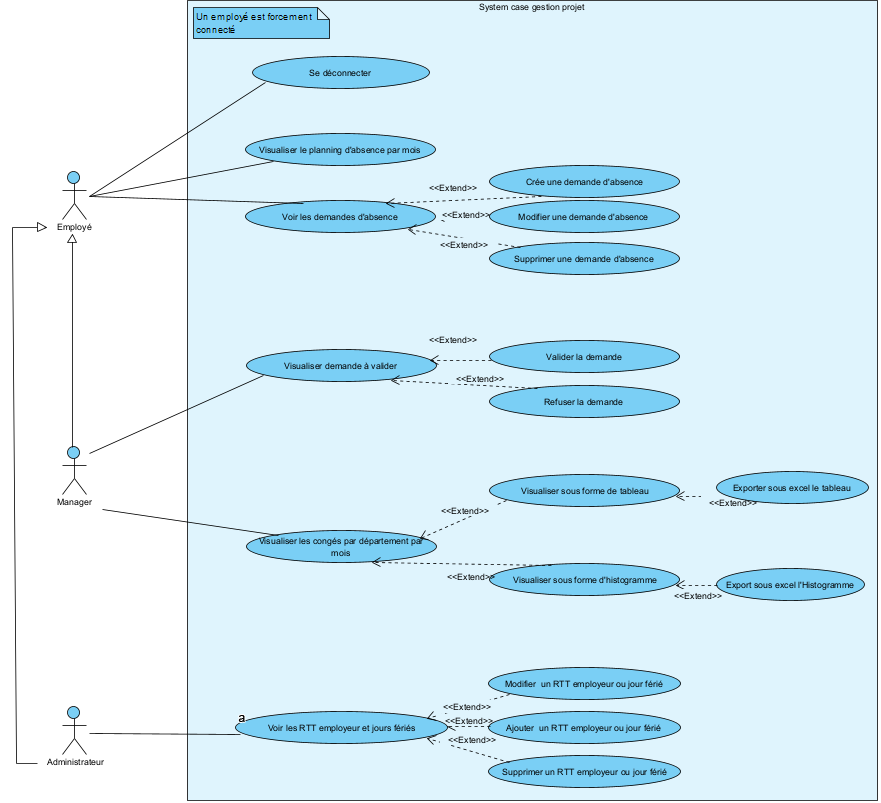 System case gestion projet
Un employé est forcement
connecté
Se déconnecter
Visualiser le planning d'absence par mois
<<Extend>>
Crée une demande d'absence
Voir les demandes d'absence
<<Extend>>
Modifier une demande d'absence
Employé
<<Extend>>
Supprimer une demande d'absence
<<Extend>>
Visualiser demande à valider
Valider la demande
<<Extend>>
Refuser la demande
Manager
Visualiser sous forme de tableau
Exporter sous excel le tableau
<<Extend>>
<<Extend>>
Visualiser les congés par département par
mois
<<Extend>>
Visualiser sous forme d'histogramme
Export sous excel l'Histogramme
<<Extend>>
Modifier un RTT employeur ou jour férié
<<Extend>>
a
Voir les RTT employeur et jours fériés
<<Extend>>
Ajouter un RTT employeur ou jour férié
<<Extend>>
Administrateur
Supprimer un RTT employeur ou jour férié